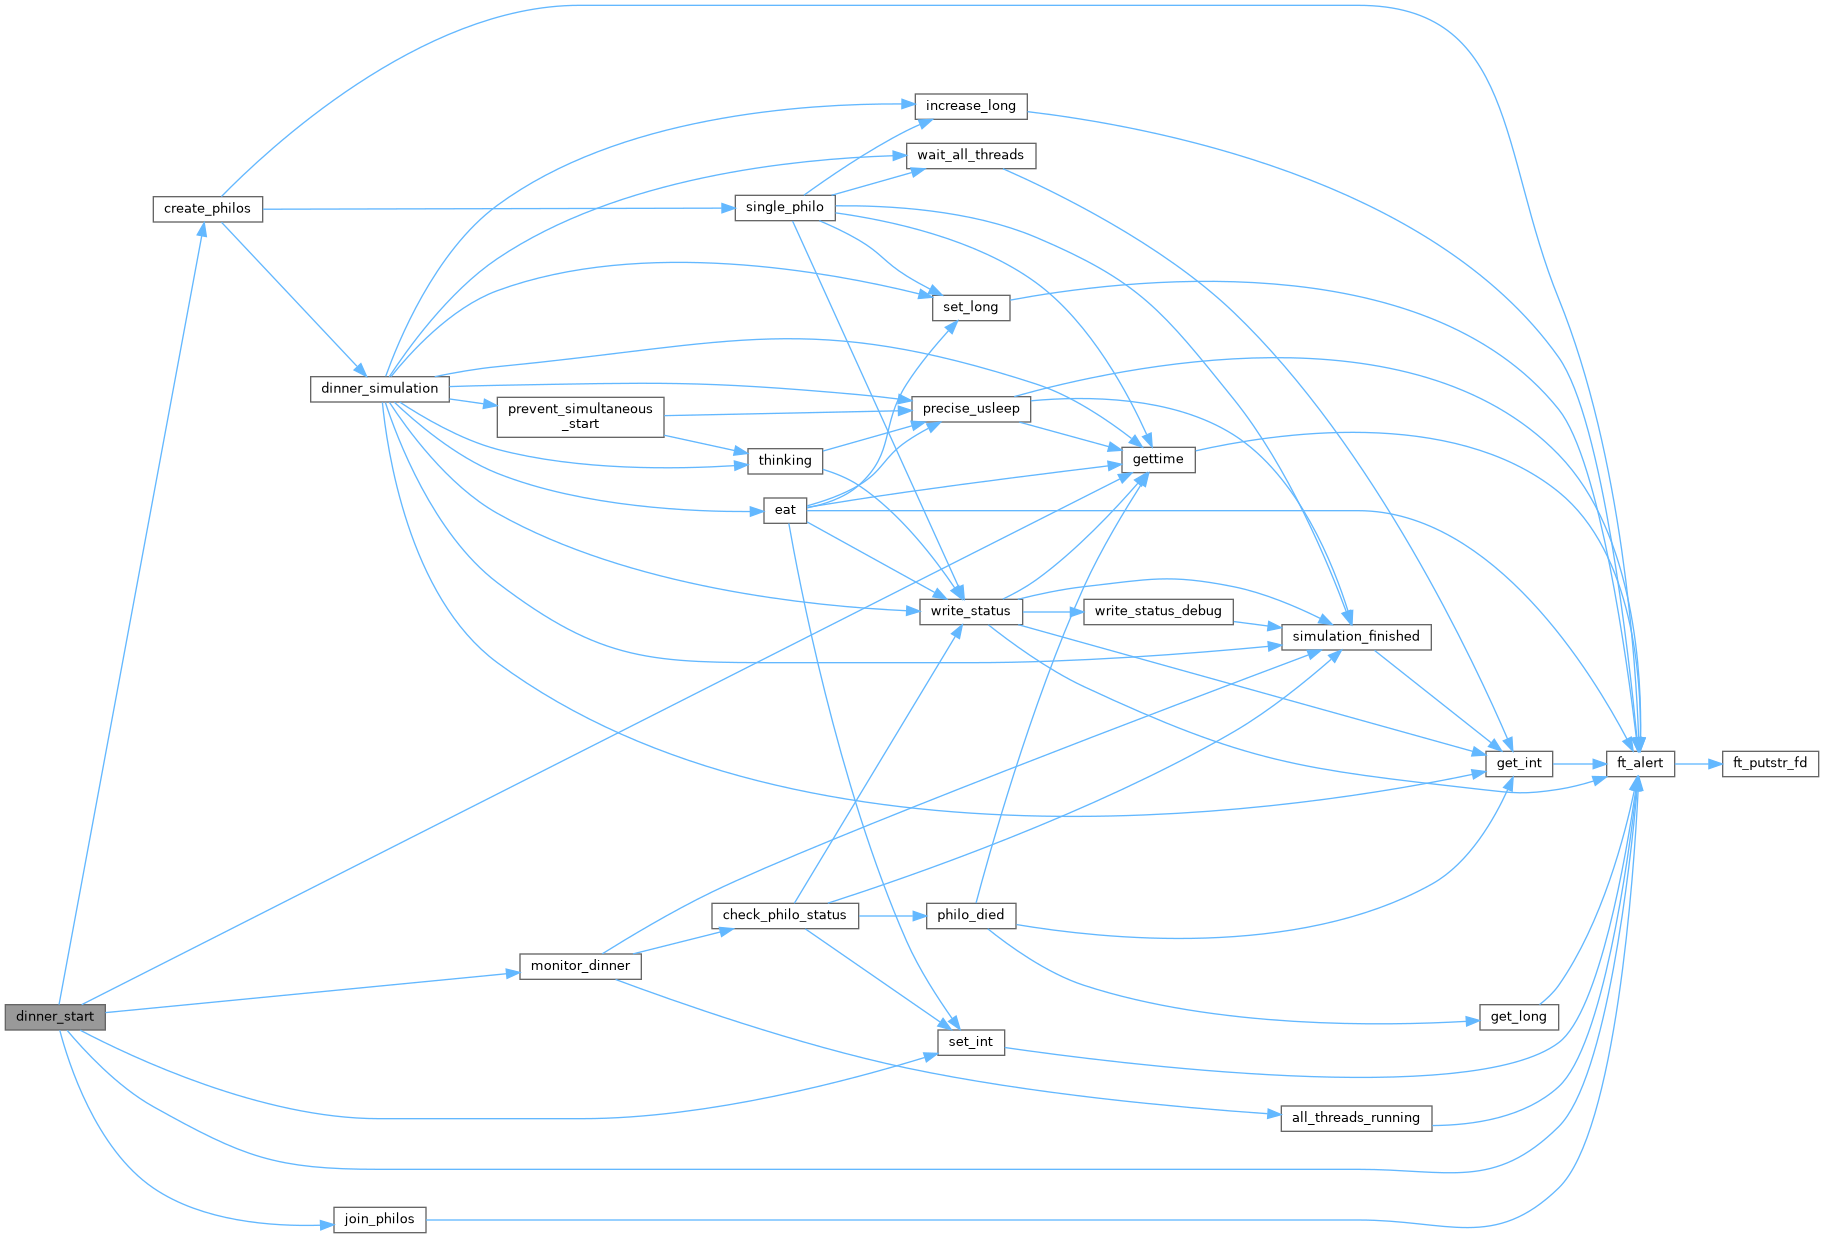 increase_long
wait_all_threads
create_philos
single_philo
set_long
dinner_simulation
prevent_simultaneous
_start
precise_usleep
thinking
gettime
eat
write_status
write_status_debug
simulation_finished
get_int
ft_alert
ft_putstr_fd
check_philo_status
philo_died
monitor_dinner
dinner_start
get_long
set_int
all_threads_running
join_philos